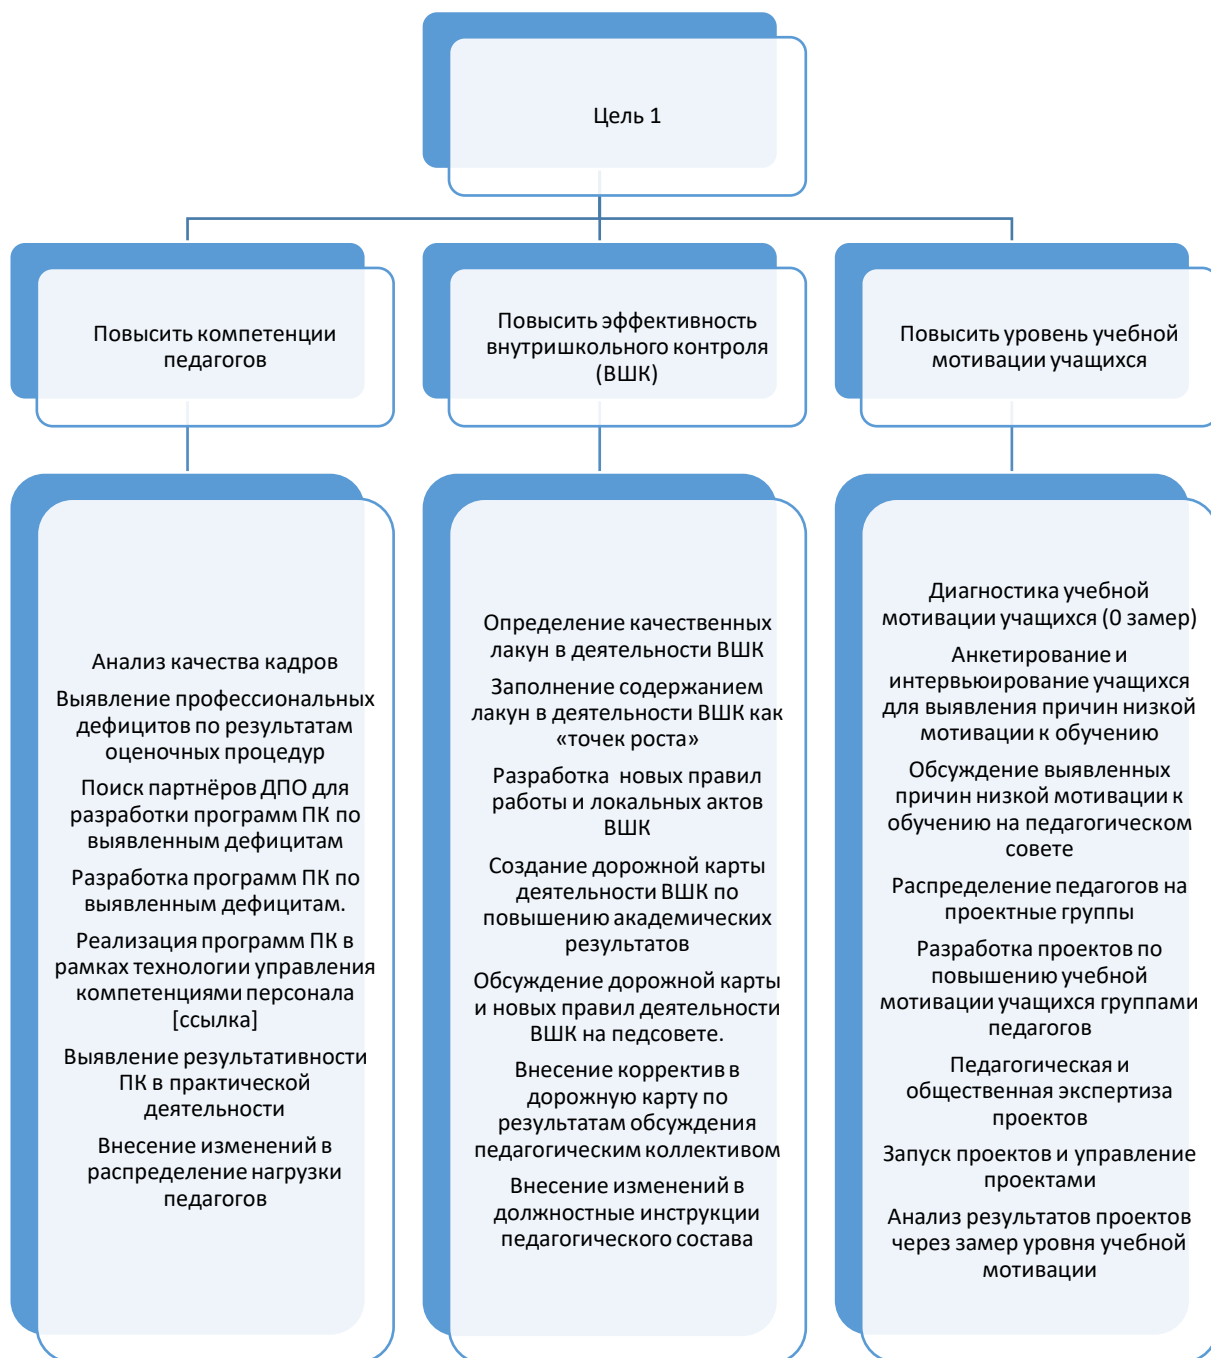 Цель 1
Повысить компетенции
педагогов
Повысить эффективность
внутришкольного контроля
(ВШК)
Повысить уровень учебной
мотивации учащихся
Анализ качества кадров
Выявление профессиональных
дефицитов по результатам
оценочных процедур
Поиск партнёров ДПО для
разработки программ ПК по
выявленным дефицитам
Разработка программ ПК по
выявленным дефицитам.
Реализация программ ПК в
рамках технологии управления
компетенциями персонала
[ссылка]
Выявление результативности
ПК в практической
деятельности
Внесение изменений в
распределение нагрузки
педагогов
Определение качественных
лакун в деятельности ВШК
Заполнение содержанием
лакун в деятельности ВШК как
«точек роста»
Разработка новых правил
работы и локальных актов
ВШК
Создание дорожной карты
деятельности ВШК по
повышению академических
результатов
Обсуждение дорожной карты
и новых правил деятельности
ВШК на педсовете.
Внесение корректив в
дорожную карту по
результатам обсуждения
педагогическим коллективом
Внесение изменений в
должностные инструкции
педагогического состава
Диагностика учебной
мотивации учащихся (0 замер)
Анкетирование и
интервьюирование учащихся
для выявления причин низкой
мотивации к обучению
Обсуждение выявленных
причин низкой мотивации к
обучению на педагогическом
совете
Распределение педагогов на
проектные группы
Разработка проектов по
повышению учебной
мотивации учащихся группами
педагогов
Педагогическая и
общественная экспертиза
проектов
Запуск проектов и управление
проектами
Анализ результатов проектов
через замер уровня учебной
мотивации